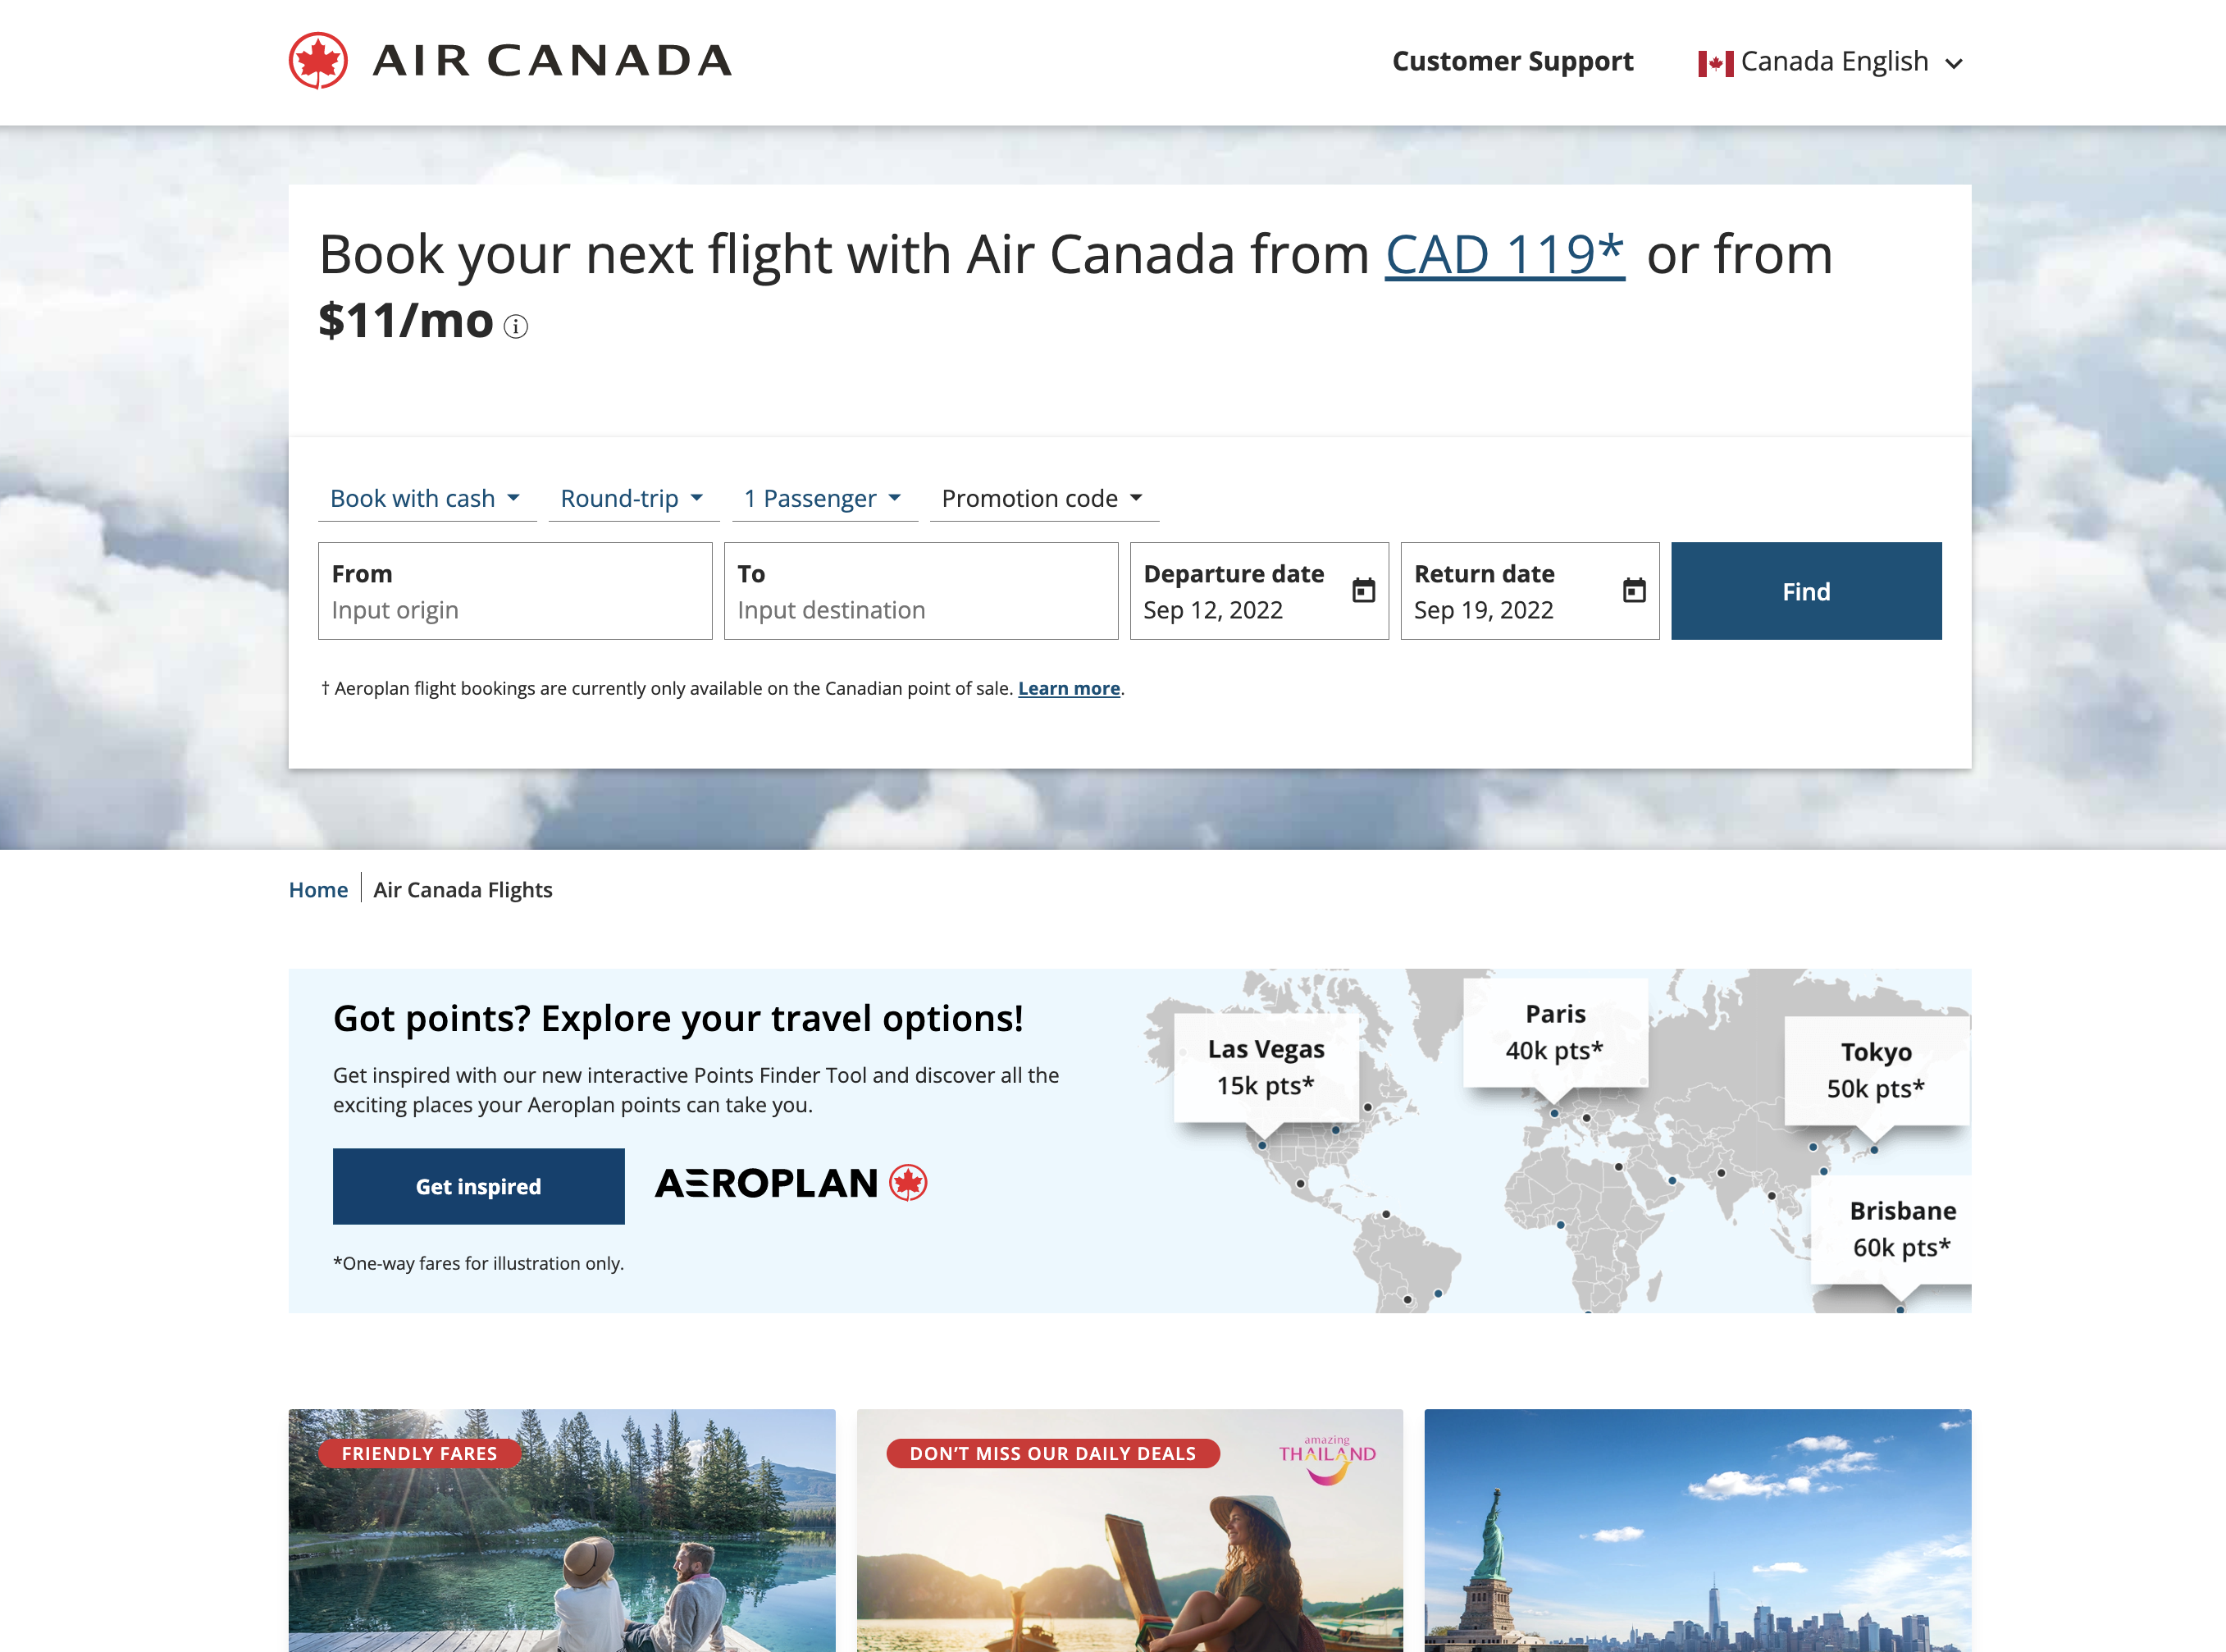 AIR CANADA
Customer Support
Canada English
Book your next flight with Air Canada from CAD 119* or from
$11/mo
Book with cash
Round-trip
1 Passenger
Promotion code
From
Input origin
To
Input destination
Departure date
Sep 12, 2022
Return date
Sep 19, 2022
Find
† Aeroplan flight bookings are currently only available on the Canadian point of sale. Learn more.
Home
Air Canada Flights
Got points? Explore your travel options!
Get inspired with our new interactive Points Finder Tool and discover all the
exciting places your Aeroplan points can take you.
Get inspired
AEROPLAN
*One-way fares for illustration only.
Las Vegas
15k pts*
Paris
40k pts*
Tokyo
50k pts*
Brisbane
60k pts*
FRIENDLY FARES
DON'T MISS OUR DAILY DEALS
amazing
THAILAND